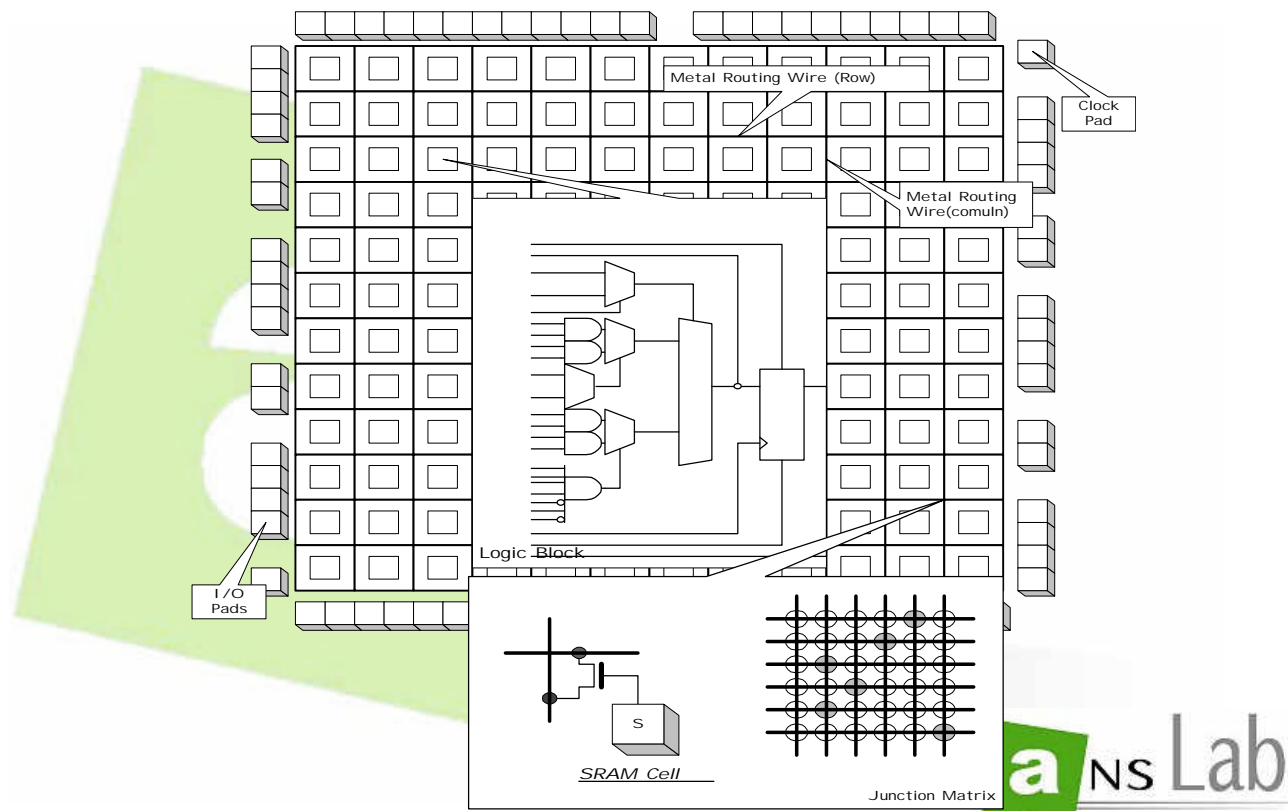 Metal Routing Wire (Row)
Clock
Pad
Metal Routing
Wire(comuln)
Logic Block
I/O
Pads
S
SRAM Cell
Junction Matrix
a NS Lab